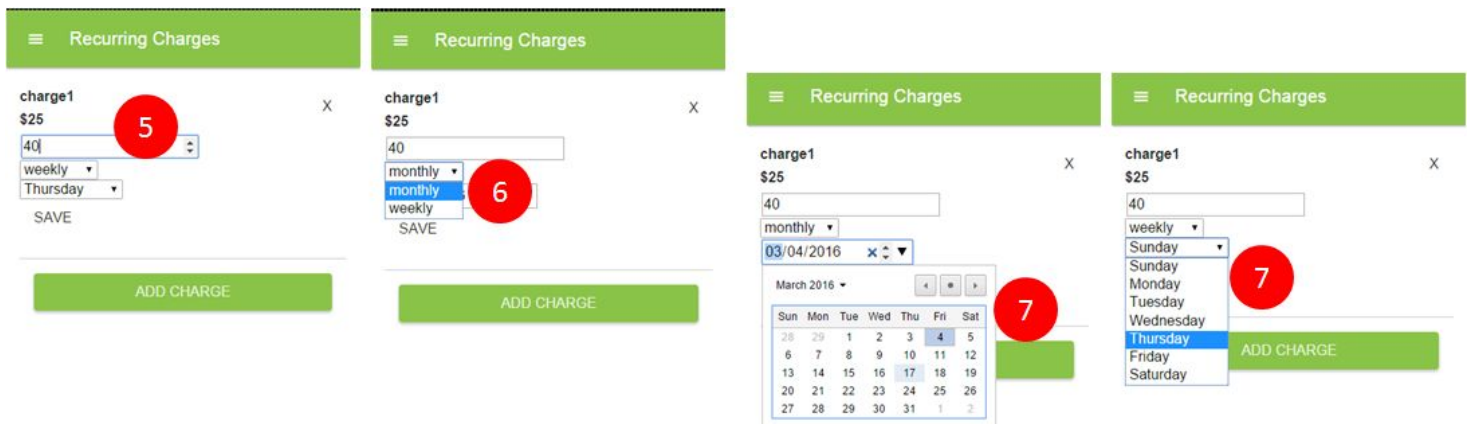 ≡ Recurring Charges
charge1
X
$25
5
40
weekly ▾
Thursday ▾
SAVE
ADD CHARGE
≡ Recurring Charges
charge1
X
$25
40
monthly ▾
monthly
weekly
6
SAVE
ADD CHARGE
≡ Recurring Charges
charge1
X
$25
40
monthly ▾
03/04/2016 × ▼
March 2016 ▾
Sun Mon Tue Wed Thu Fri Sat
28 29 1 2 3 4 5
6 7 8 9 10 11 12
13 14 15 16 17 18 19
20 21 22 23 24 25 26
27 28 29 30 31 1 2
7
≡ Recurring Charges
charge1
X
$25
40
weekly ▾
Sunday ▾
Sunday
Monday
Tuesday
Wednesday
Thursday
Friday
Saturday
7
ADD CHARGE